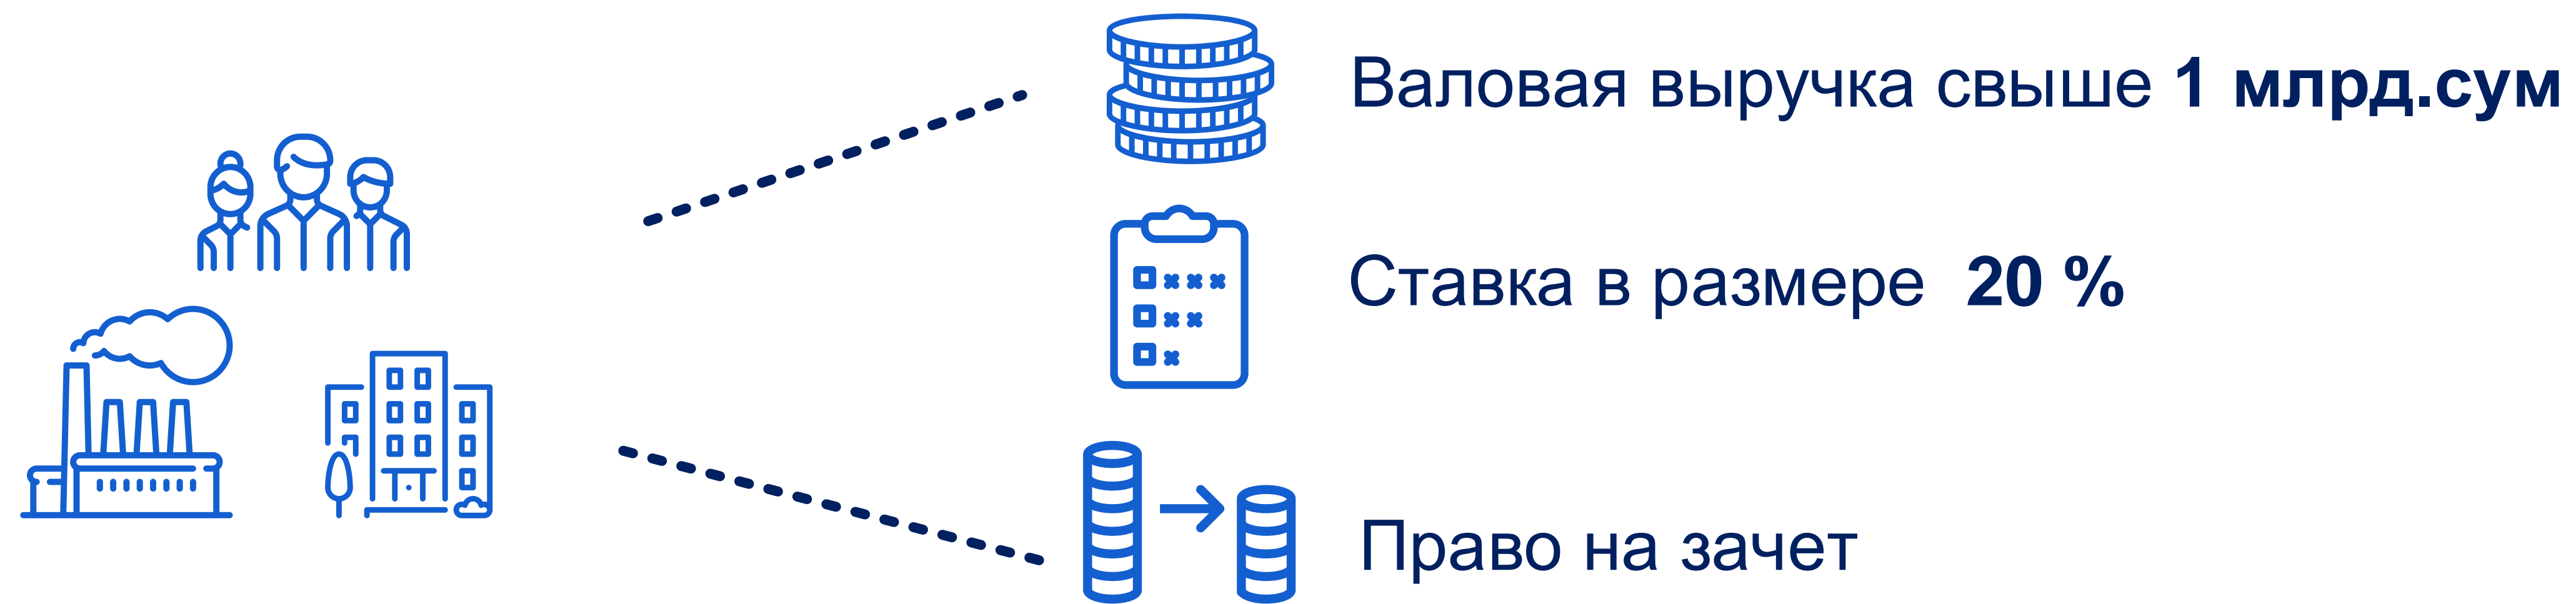 Валовая выручка свыше 1 млрд.сум
Ставка в размере 20 %
Право на зачет